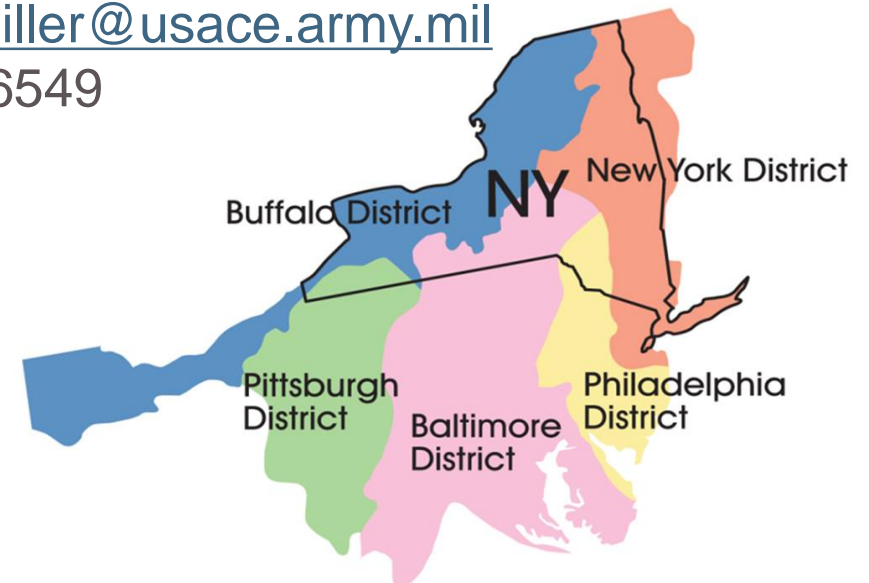 iller@usace.army.mil
6549
New York District
NY
Buffalo District
Pittsburgh
District
Baltimore
District
Philadelphia
District